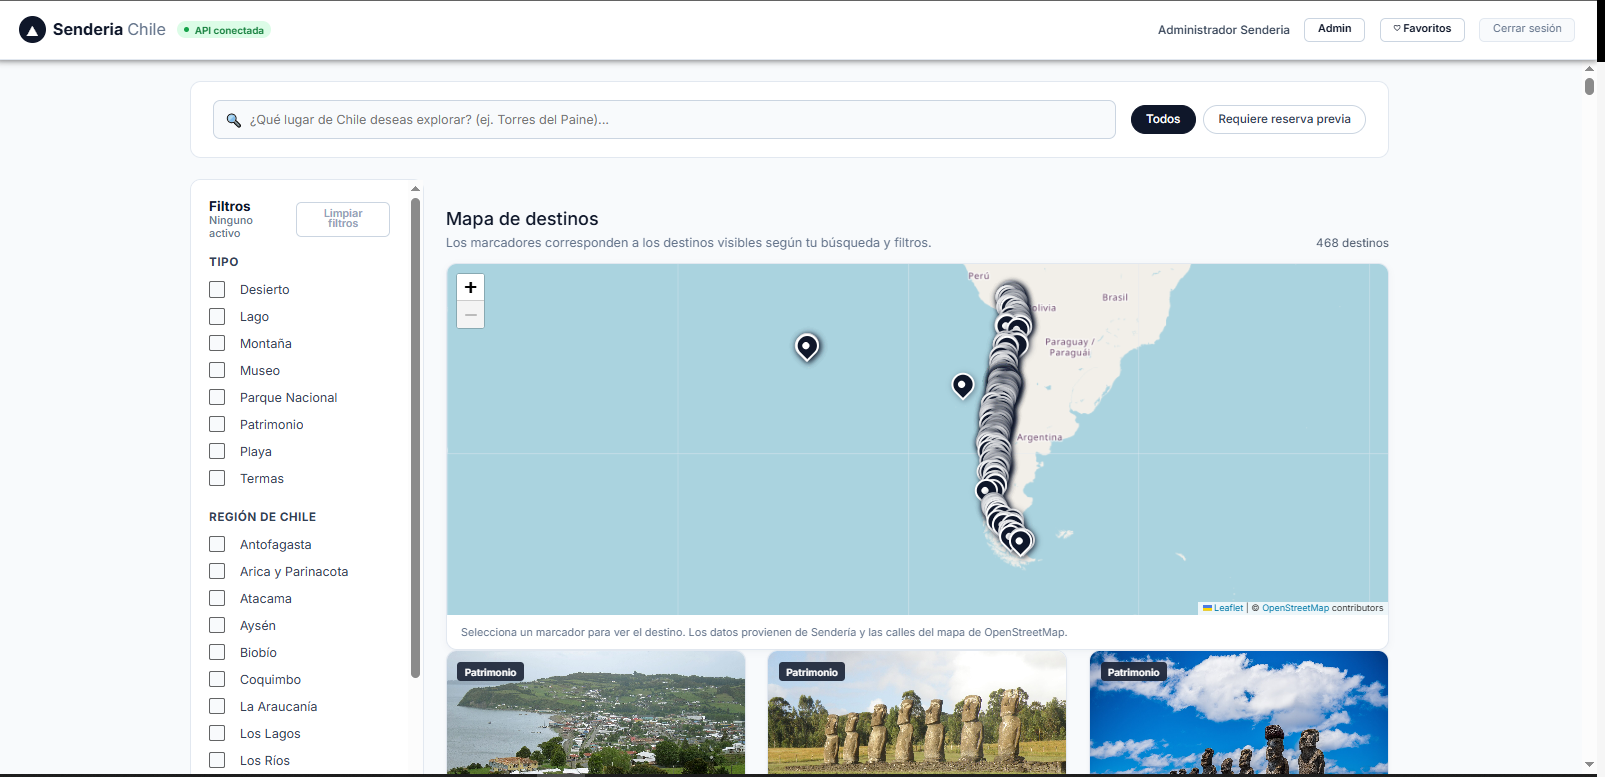 Senderia Chile
API conectada
Administrador Senderia
Admin
♡ Favoritos
Cerrar sesión
¿Qué lugar de Chile deseas explorar? (ej. Torres del Paine)...
Todos
Requiere reserva previa
Filtros
Ninguno
activo
Limpiar
filtros
TIPO
Desierto
Lago
Montaña
Museo
Parque Nacional
Patrimonio
Playa
Termas
REGIÓN DE CHILE
Antofagasta
Arica y Parinacota
Atacama
Aysén
Biobío
Coquimbo
La Araucanía
Los Lagos
Los Ríos
Mapa de destinos
Los marcadores corresponden a los destinos visibles según tu búsqueda y filtros.
468 destinos
+
−
Perú
olivia
Brasil
Paraguay /
Paraguái
Argentina
Leaflet | © OpenStreetMap contributors
Selecciona un marcador para ver el destino. Los datos provienen de Sendería y las calles del mapa de OpenStreetMap.
Patrimonio
Patrimonio
Patrimonio